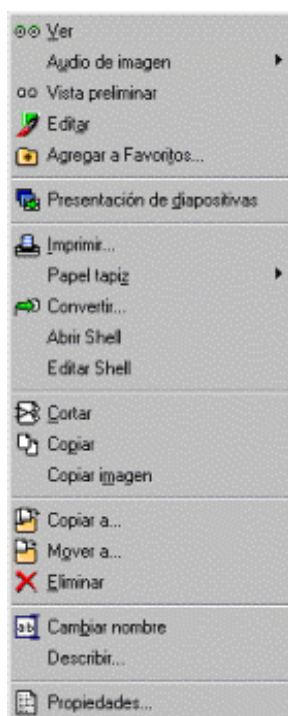 Ver
Audio de imagen
Vista preliminar
Editar
Agregar a Favoritos...
Presentación de diapositivas
Imprimir...
Papel tapiz
Convertir...
Abrir Shell
Editar Shell
Cortar
Copiar
Copiar imagen
Copiar a...
Mover a...
Eliminar
Cambiar nombre
Describir...
Propiedades...